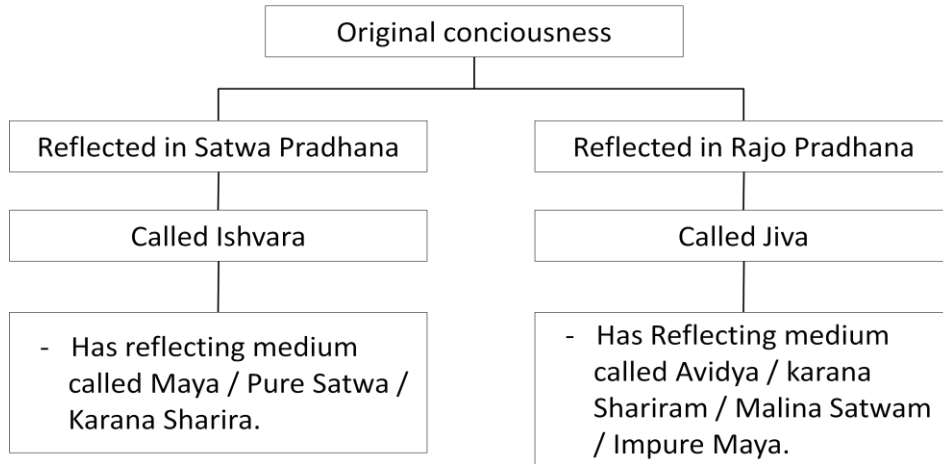 Original conciousness
Reflected in Satwa Pradhana
Reflected in Rajo Pradhana
Called Ishvara
Called Jiva
- Has reflecting medium
called Maya / Pure Satwa /
Karana Sharira.
- Has Reflecting medium
called Avidya / karana
Shariram / Malina Satwam
/ Impure Maya.